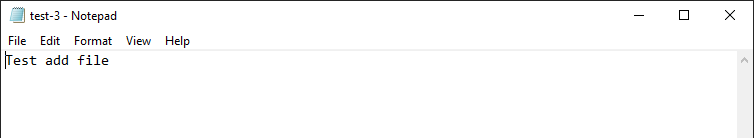 test-3 - Notepad
File Edit Format View Help
Test add file